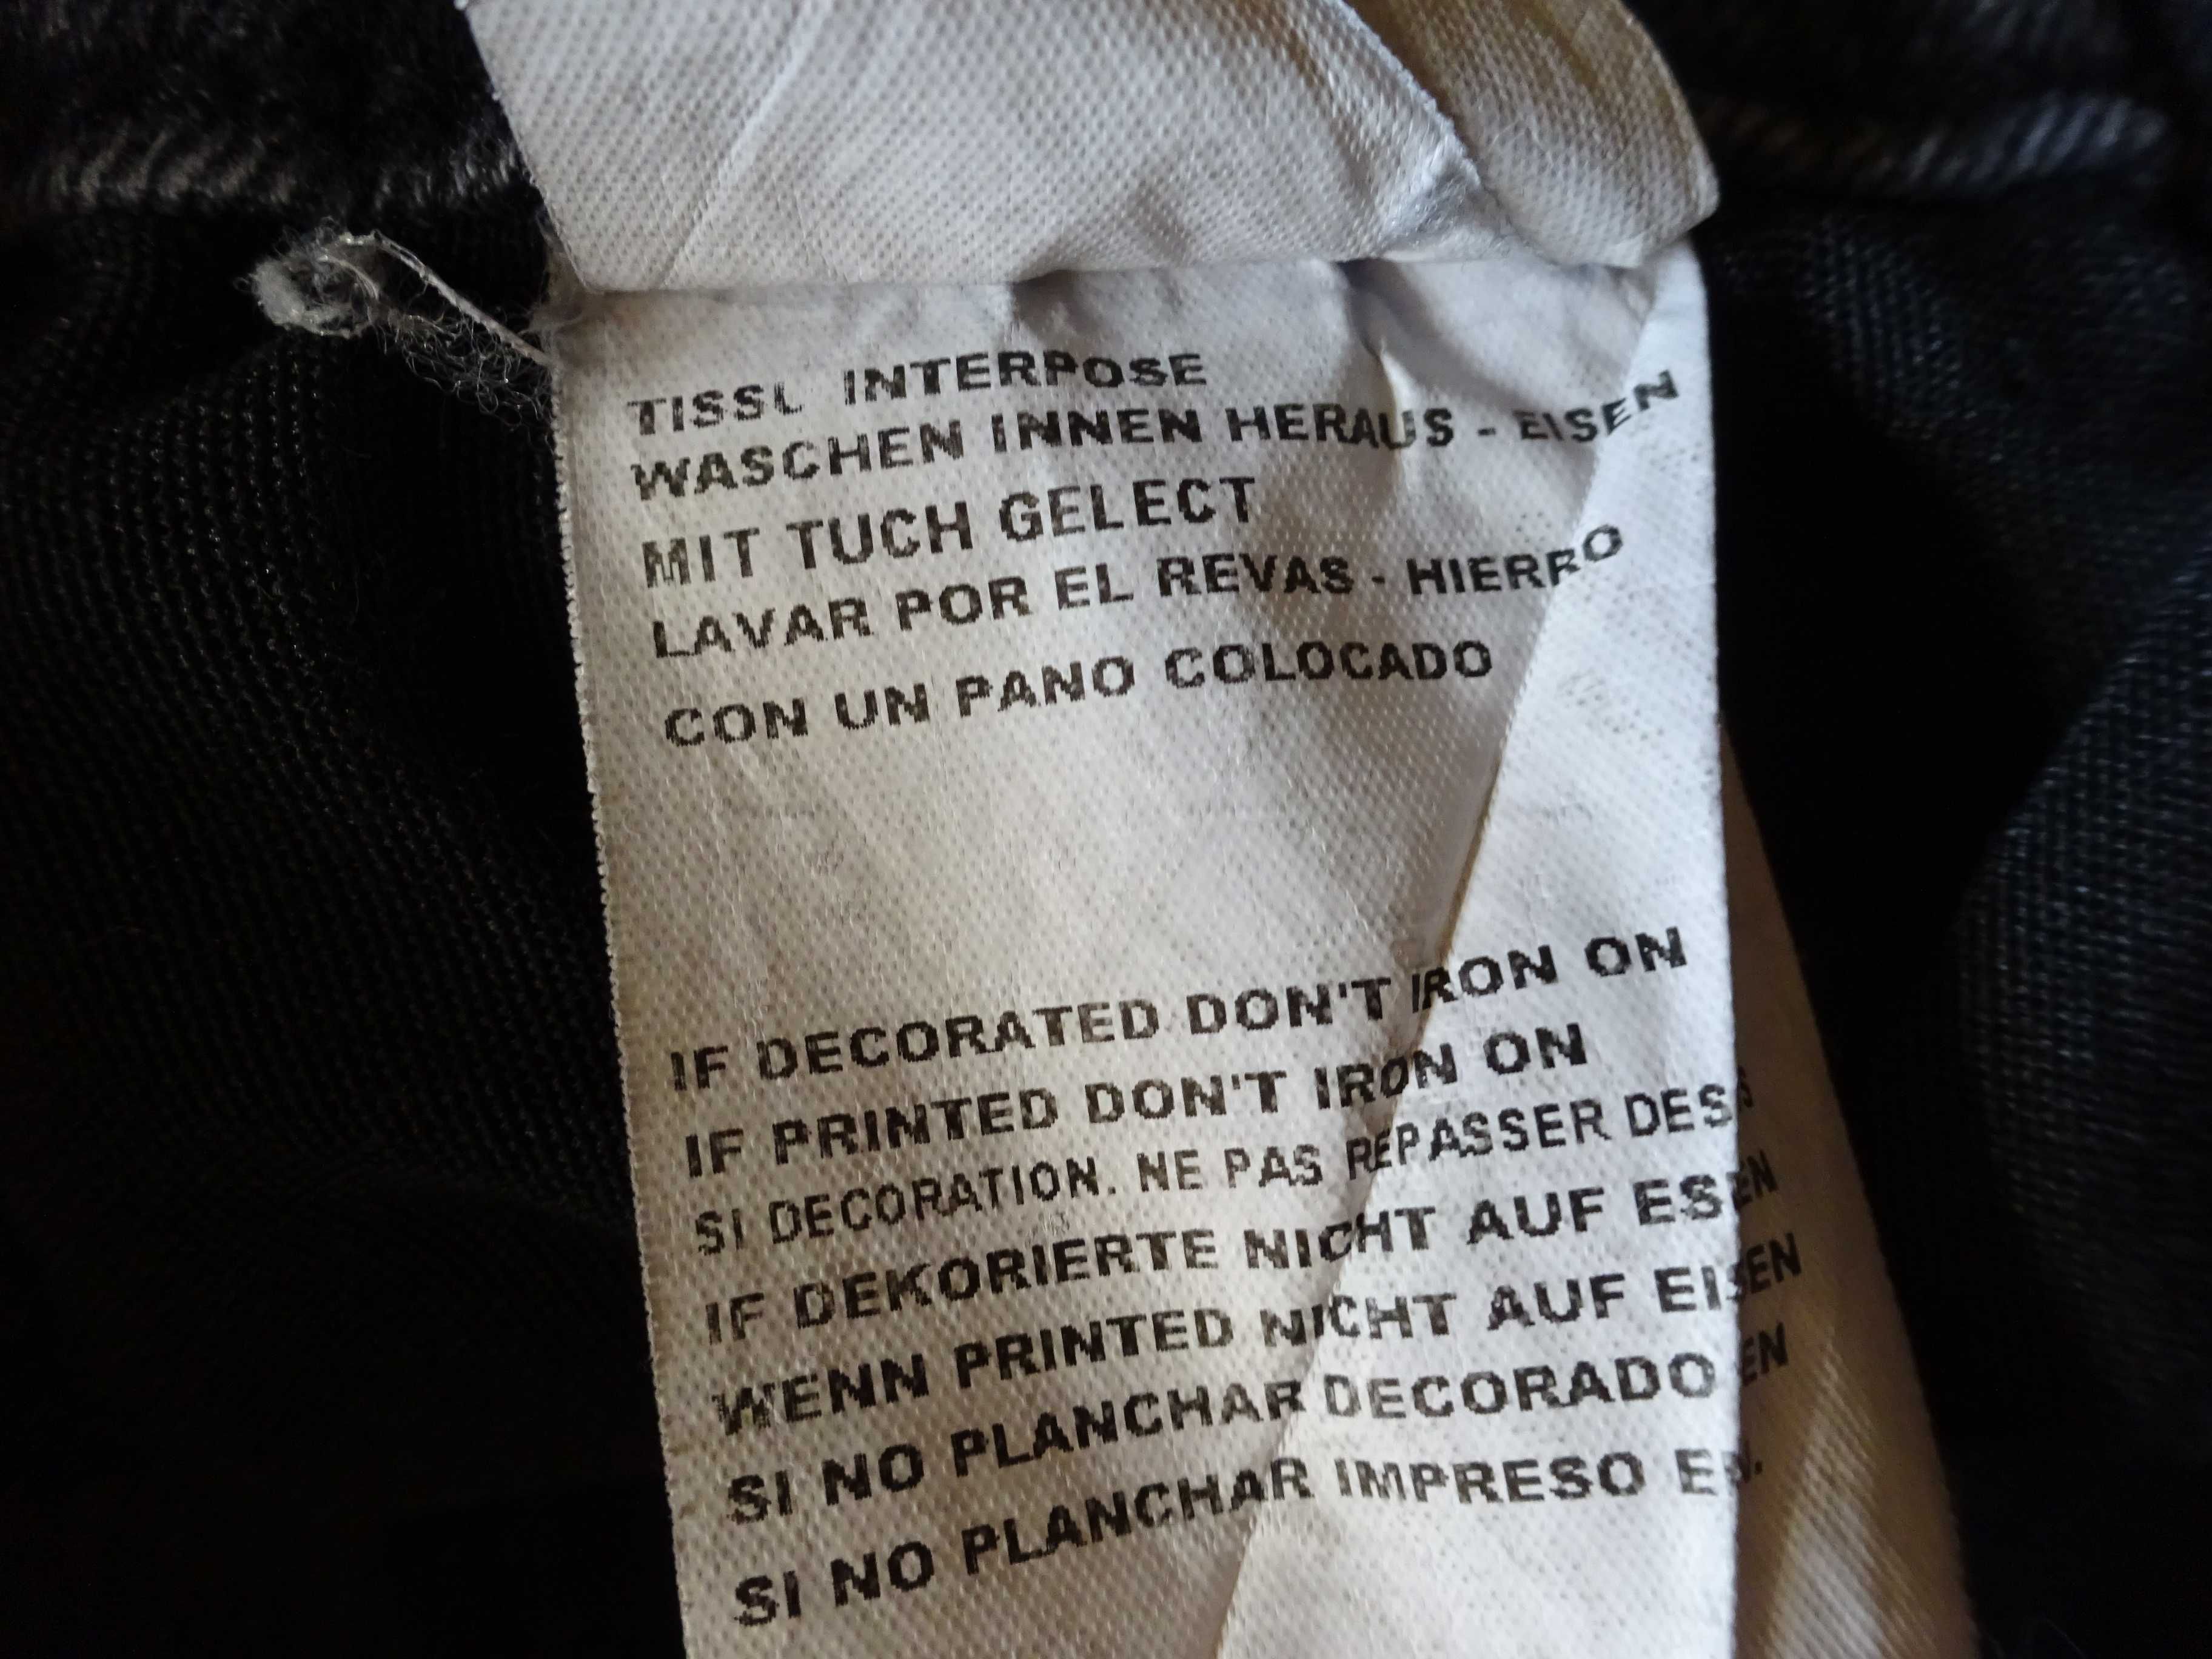 TISSU INTERPOSE
WASCHEN INNEN HERAUS - EISEN
MIT TUCH GELECT
LAVAR POR EL REVAS - HIERRO
CON UN PANO COLOCADO
IF DECORATED DON'T IRON ON
IF PRINTED DON'T IRON ON
SI DECORATION. NE PAS REPASSER DESS
IF DEKORIERTE NICHT AUF ESEN
WENN PRINTED NICHT AUF EISEN
SI NO PLANCHAR DECORADO EN
SI NO PLANCHAR IMPRESO EN.